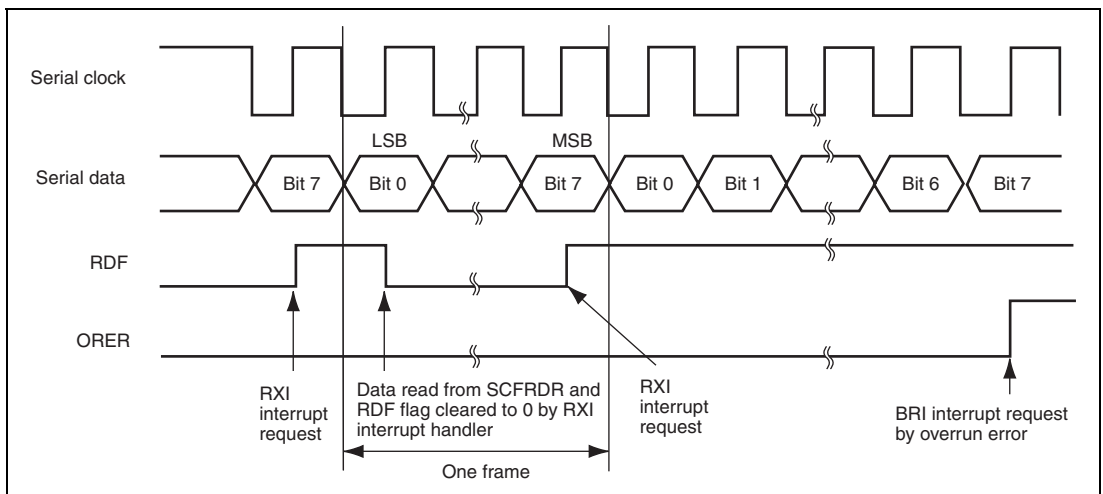 Serial clock
LSB
MSB
Serial data
Bit 7
Bit 0
Bit 7
Bit 0
Bit 1
Bit 6
Bit 7
RDF
ORER
RXI
interrupt
request
Data read from SCFRDR and
RDF flag cleared to 0 by RXI
interrupt handler
RXI
interrupt
request
BRI interrupt request
by overrun error
One frame